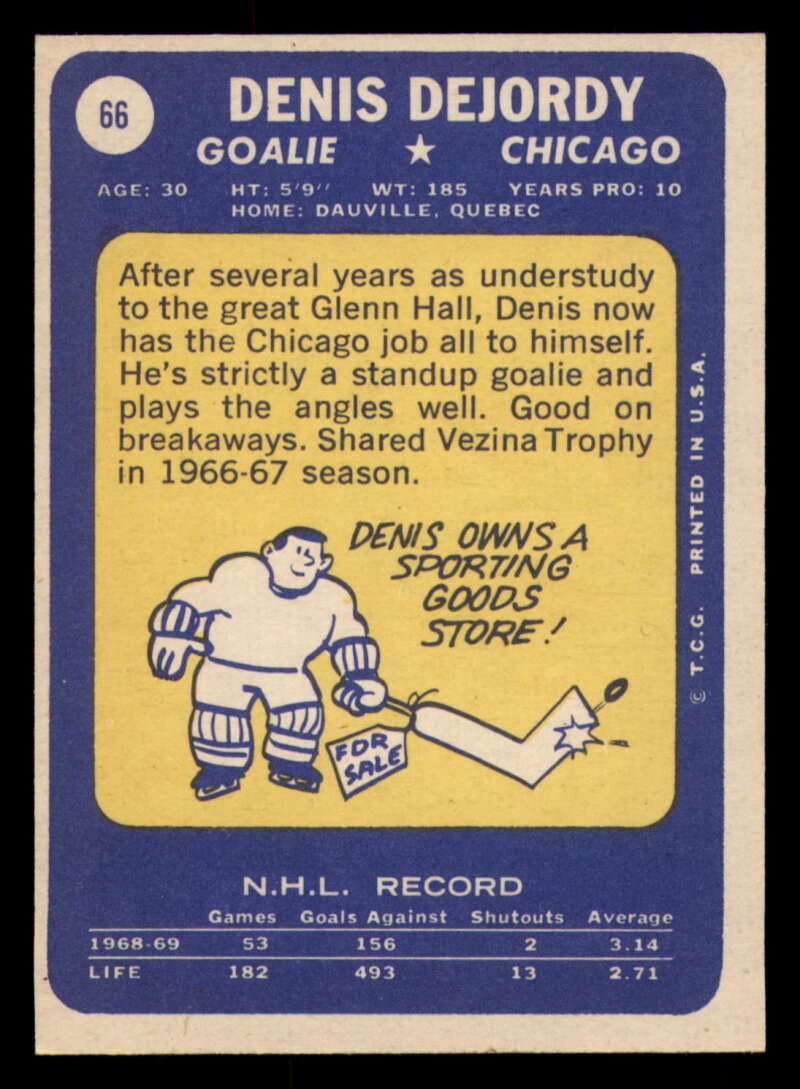 66
DENIS DEJORDY
GOALIE ★ CHICAGO
AGE: 30 HT: 5'9'' WT: 185 YEARS PRO: 10
HOME: DAUVILLE, QUEBEC
After several years as understudy
to the great Glenn Hall, Denis now
has the Chicago job all to himself.
He's strictly a standup goalie and
plays the angles well. Good on
breakaways. Shared Vezina Trophy
in 1966-67 season.
DENIS OWNS A
SPORTING
GOODS
STORE!
FOR
SALE
© T.C.G. PRINTED IN U.S.A.
N.H.L. RECORD
Games Goals Against Shutouts Average
1968-69 53 156 2 3.14
LIFE 182 493 13 2.71